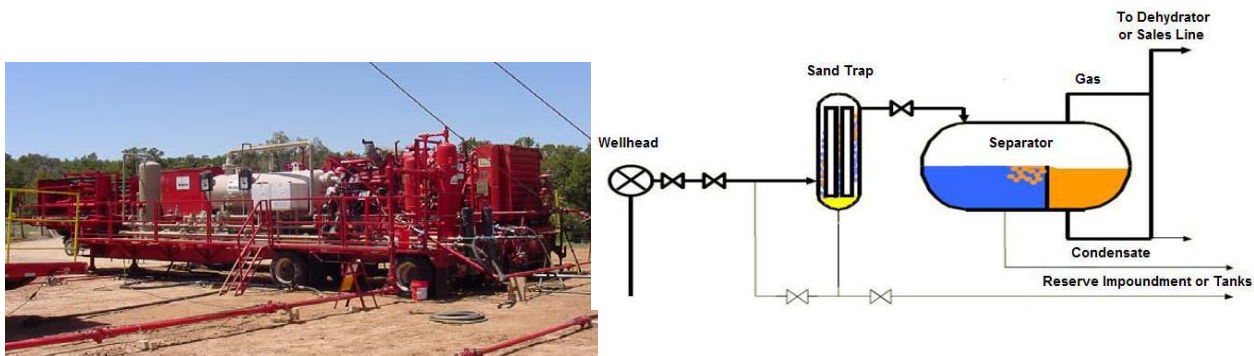 To Dehydrator
or Sales Line
Sand Trap
Gas
Wellhead
Separator
Condensate
Reserve Impoundment or Tanks